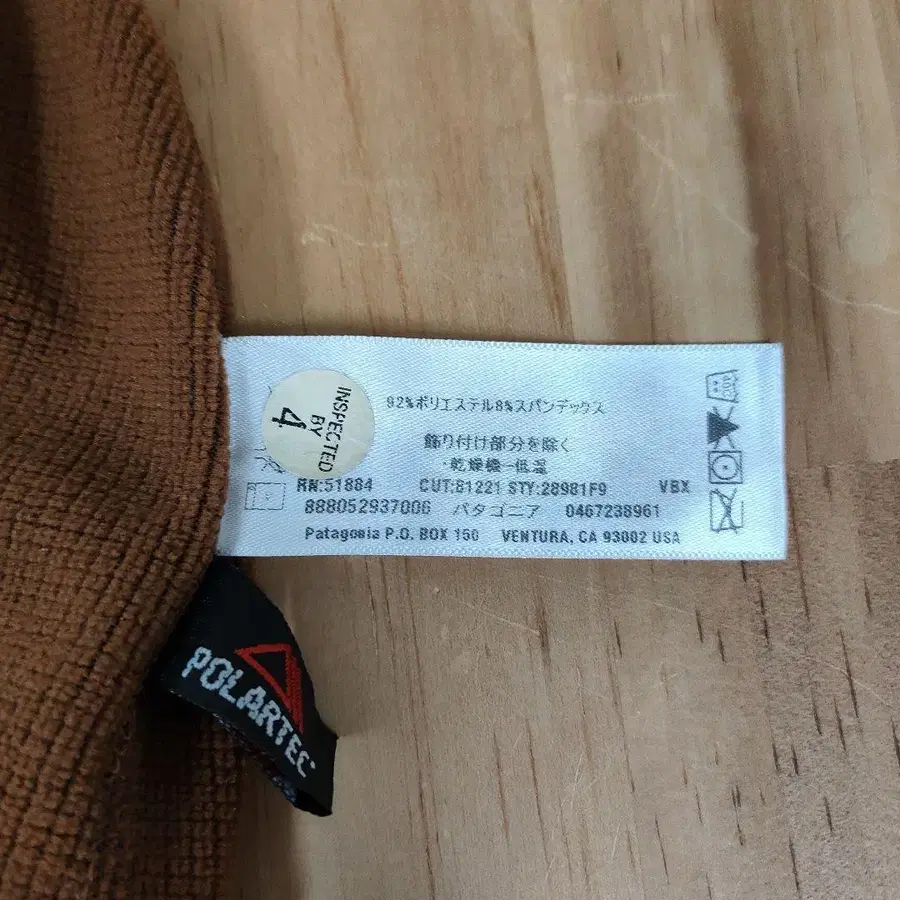 INSPECTED
BY
4
92%ポリエステル8%スパンデックス
飾り付け部分を除く
・乾燥機ー低温
RN:51884 CUT:81221 STY:28981F9 VBX
888052937006 パタゴニア 0467238961
Patagonia P.O. BOX 150 VENTURA, CA 93002 USA
POLARTEC